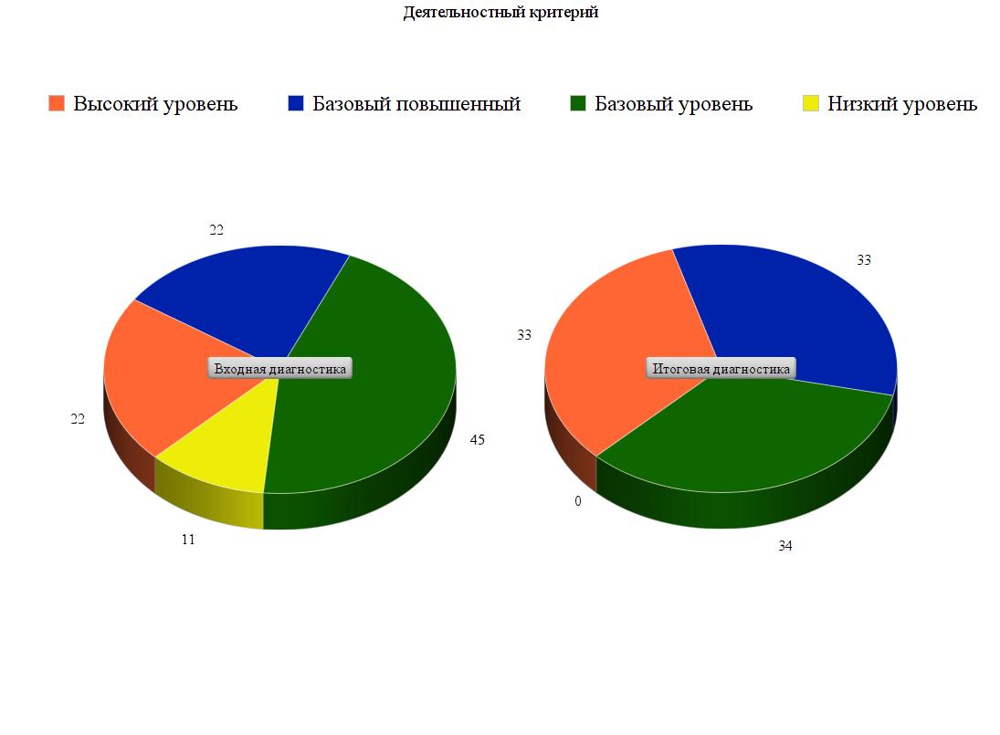 Деятельностный критерий
Высокий уровень
Базовый повышенный
Базовый уровень
Низкий уровень
22
22
Входная диагностика
45
11
33
33
Итоговая диагностика
0
34